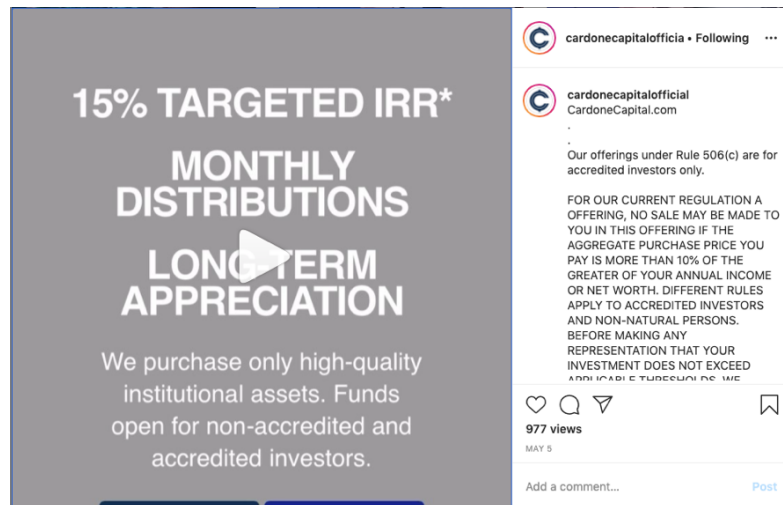 15% TARGETED IRR*
MONTHLY
DISTRIBUTIONS
LONG-TERM
APPRECIATION
We purchase only high-quality
institutional assets. Funds
open for non-accredited and
accredited investors.
cardonecapitalofficia • Following
cardonecapitalofficial
CardoneCapital.com
.
.
Our offerings under Rule 506(c) are for
accredited investors only.
FOR OUR CURRENT REGULATION A
OFFERING, NO SALE MAY BE MADE TO
YOU IN THIS OFFERING IF THE
AGGREGATE PURCHASE PRICE YOU
PAY IS MORE THAN 10% OF THE
GREATER OF YOUR ANNUAL INCOME
OR NET WORTH. DIFFERENT RULES
APPLY TO ACCREDITED INVESTORS
AND NON-NATURAL PERSONS.
BEFORE MAKING ANY
REPRESENTATION THAT YOUR
INVESTMENT DOES NOT EXCEED
APPLICABLE THRESHOLDS, WE
977 views
MAY 5
Add a comment...
Post